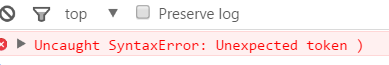 top Preserve log
Uncaught SyntaxError: Unexpected token )